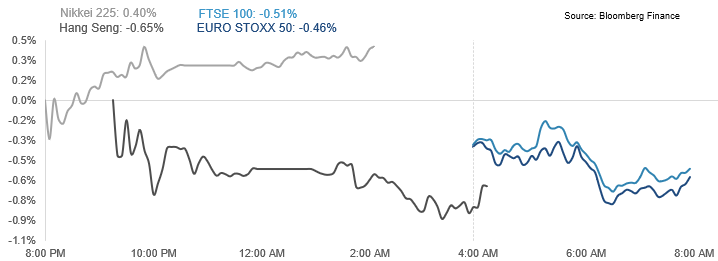 Nikkei 225: 0.40%
FTSE 100: -0.51%
Source: Bloomberg Finance
Hang Seng: -0.65%
EURO STOXX 50: -0.46%
0.5%
0.3%
0.2%
0.0%
-0.2%
-0.3%
-0.5%
-0.6%
-0.8%
-0.9%
-1.1%
8:00 PM
10:00 PM
12:00 AM
2:00 AM
4:00 AM
6:00 AM
8:00 AM